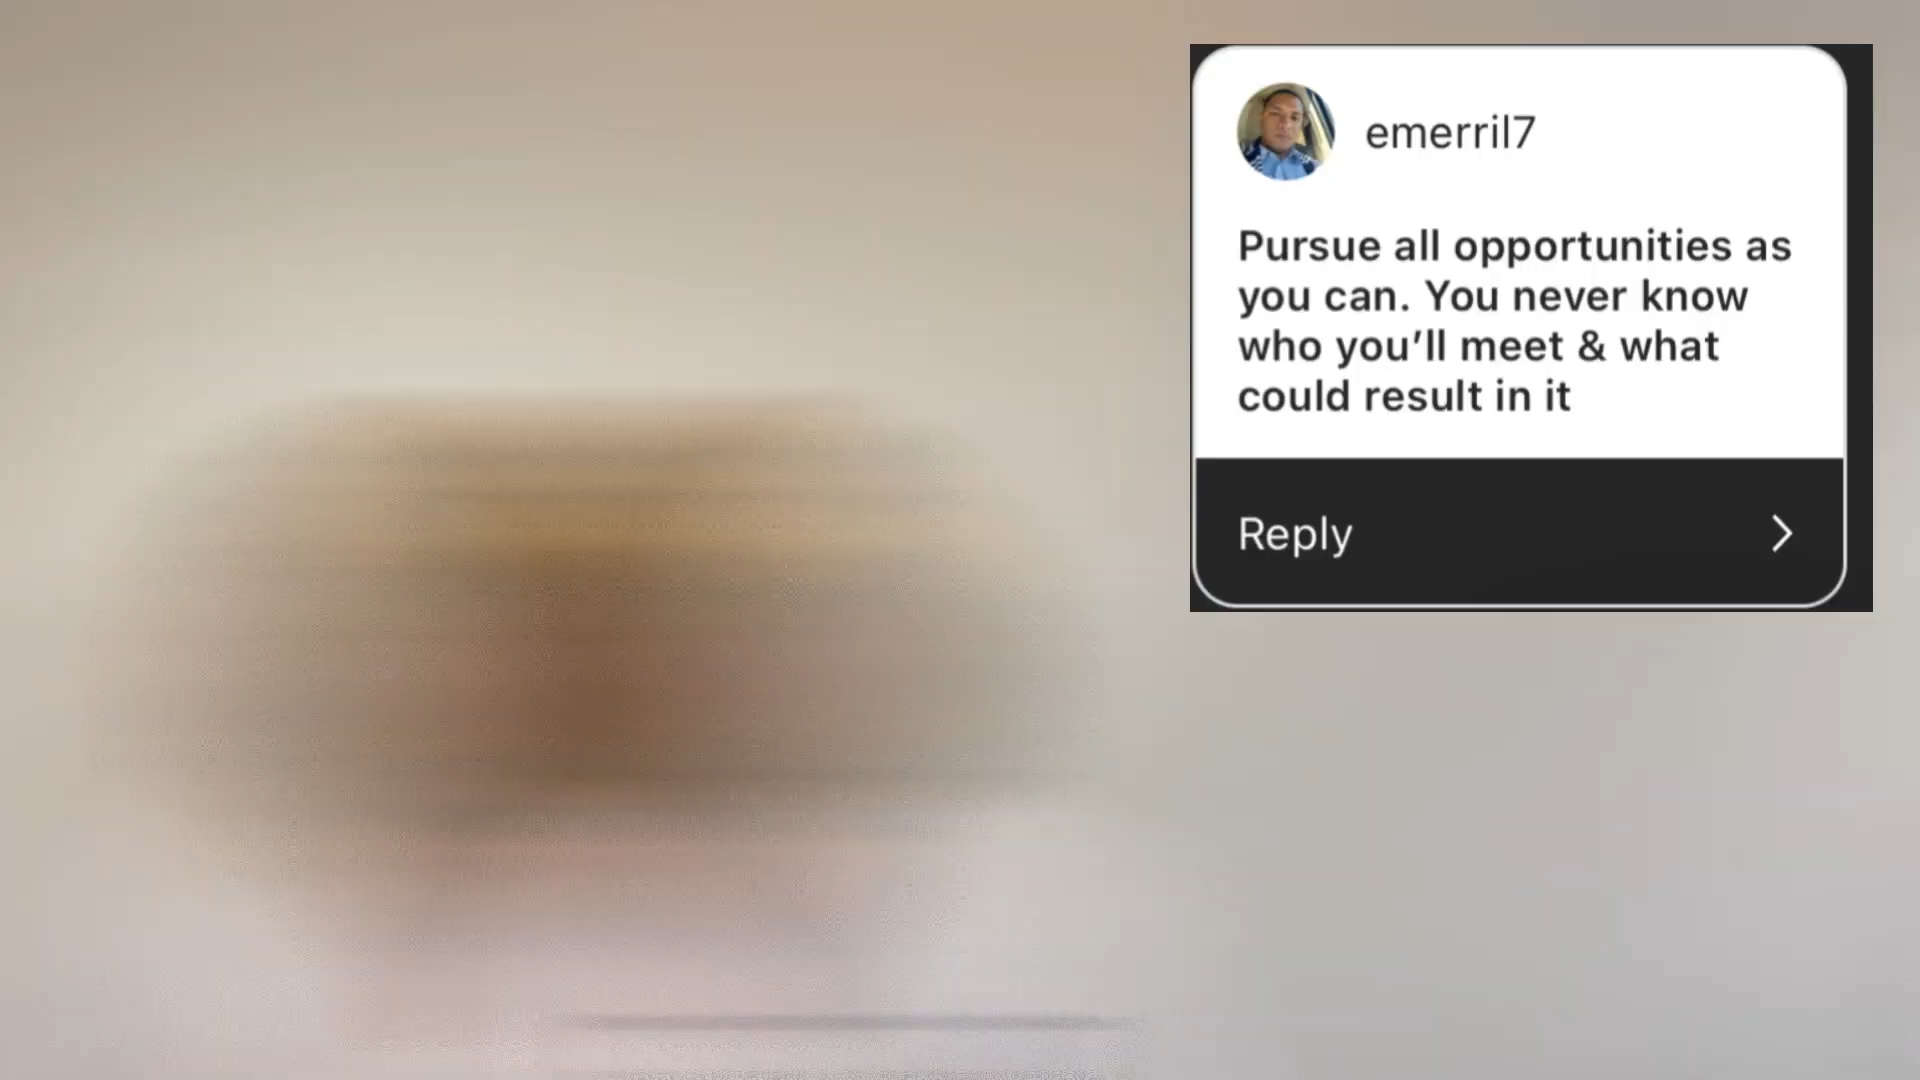 emerril7
Pursue all opportunities as
you can. You never know
who you’ll meet & what
could result in it
Reply